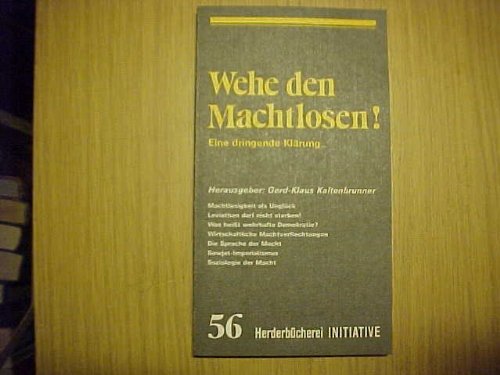 Wehe den
Machtlosen!
Eine dringende Klärung
Herausgeber: Gerd-Klaus Kaltenbrunner
Machtlosigkeit als Unglück
Leviathan darf nicht sterben!
Was heißt wehrhafte Demokratie?
Wirtschaftliche Machtverflechtungen
Die Sprache der Macht
Sowjet-Imperialismus
Soziologie der Macht
56 Herderbücherei INITIATIVE